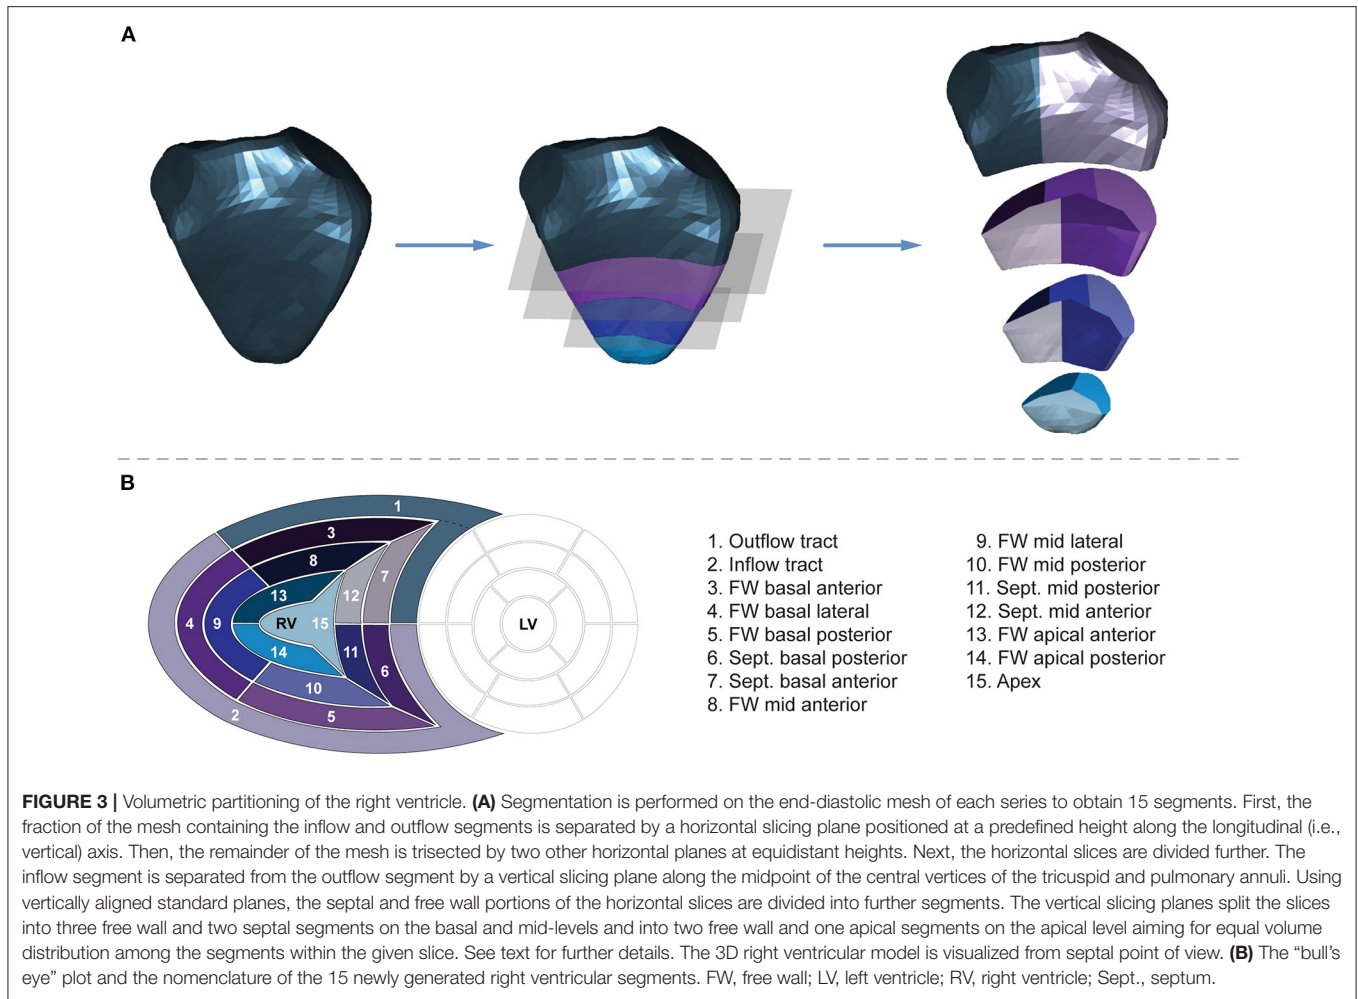 A
B
1
3
8
7
13
12
4
9
RV
15
LV
14
11
6
10
5
2
1. Outflow tract
2. Inflow tract
3. FW basal anterior
4. FW basal lateral
5. FW basal posterior
6. Sept. basal posterior
7. Sept. basal anterior
8. FW mid anterior
9. FW mid lateral
10. FW mid posterior
11. Sept. mid posterior
12. Sept. mid anterior
13. FW apical anterior
14. FW apical posterior
15. Apex
FIGURE 3 | Volumetric partitioning of the right ventricle. (A) Segmentation is performed on the end-diastolic mesh of each series to obtain 15 segments. First, the
fraction of the mesh containing the inflow and outflow segments is separated by a horizontal slicing plane positioned at a predefined height along the longitudinal (i.e.,
vertical) axis. Then, the remainder of the mesh is trisected by two other horizontal planes at equidistant heights. Next, the horizontal slices are divided further. The
inflow segment is separated from the outflow segment by a vertical slicing plane along the midpoint of the central vertices of the tricuspid and pulmonary annuli. Using
vertically aligned standard planes, the septal and free wall portions of the horizontal slices are divided into further segments. The vertical slicing planes split the slices
into three free wall and two septal segments on the basal and mid-levels and into two free wall and one apical segments on the apical level aiming for equal volume
distribution among the segments within the given slice. See text for further details. The 3D right ventricular model is visualized from septal point of view. (B) The “bull’s
eye” plot and the nomenclature of the 15 newly generated right ventricular segments. FW, free wall; LV, left ventricle; RV, right ventricle; Sept., septum.